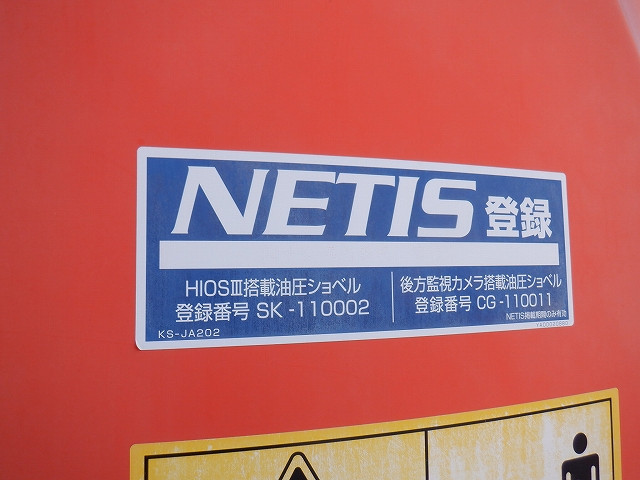 NETIS 登録
HIOSⅢ搭載油圧ショベル
登録番号 SK-110002
後方監視カメラ搭載油圧ショベル
登録番号 CG-110011
KS-JA202
NETIS掲載期間のみ有効